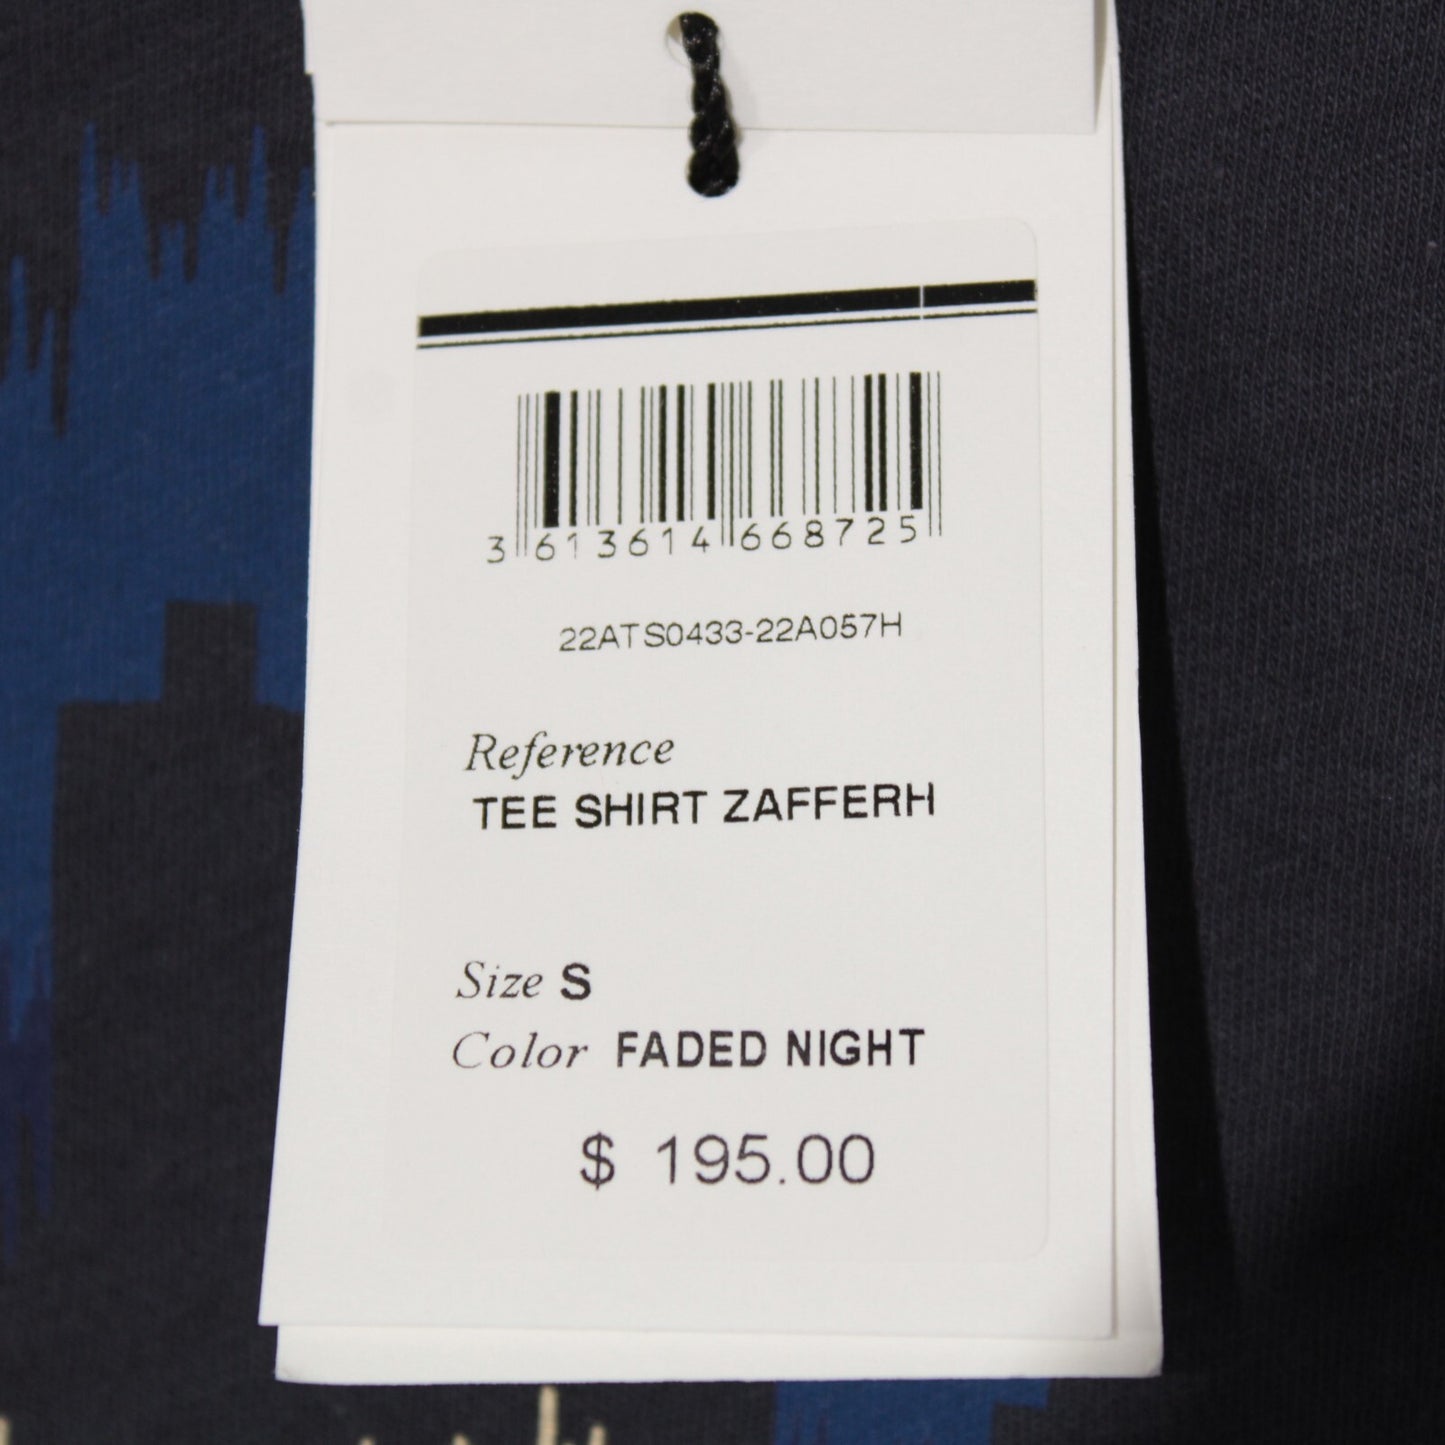 3 613614 668725
22ATS0433-22A057H
Reference
TEE SHIRT ZAFFERH
Size S
Color FADED NIGHT
$ 195.00